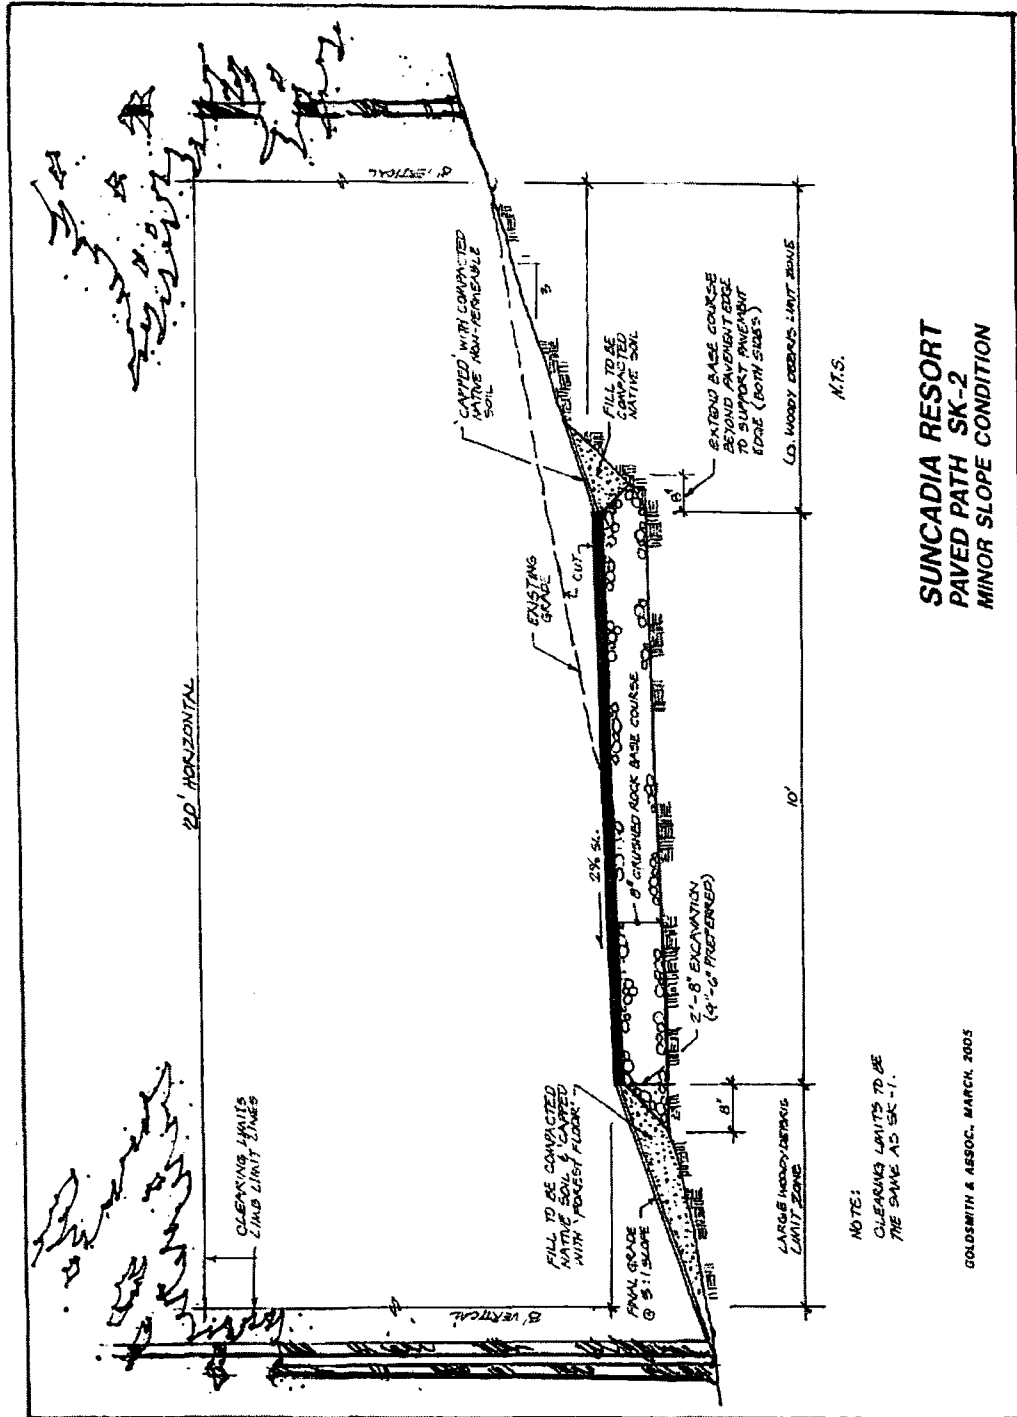 20' HORIZONTAL
CLEARING LIMITS
LIMB LIMIT LINES
8' VERTICAL
8' VERTICAL
'CAPPED' WITH COMPACTED
NATIVE NON-PERMEABLE
SOIL
EXISTING
GRADE
℄ CUT
1
3
FILL TO BE
COMPACTED
NATIVE SOIL
FILL TO BE COMPACTED
NATIVE SOIL & 'CAPPED'
WITH 'FOREST FLOOR'
FINAL GRADE
@ 3:1 SLOPE
2% SL.
8" CRUSHED ROCK BASE COURSE
2"-8" EXCAVATION
(4"-6" PREFERRED)
8"
8"
EXTEND BASE COURSE
BEYOND PAVEMENT EDGE
TO SUPPORT PAVEMENT
EDGE (BOTH SIDES)
LARGE WOODY DEBRIS
LIMIT ZONE
10'
LG. WOODY DEBRIS LIMIT ZONE
N.T.S.
NOTE:
CLEARING LIMITS TO BE
THE SAME AS SK-1.
GOLDSMITH & ASSOC., MARCH, 2005
SUNCADIA RESORT
PAVED PATH SK-2
MINOR SLOPE CONDITION